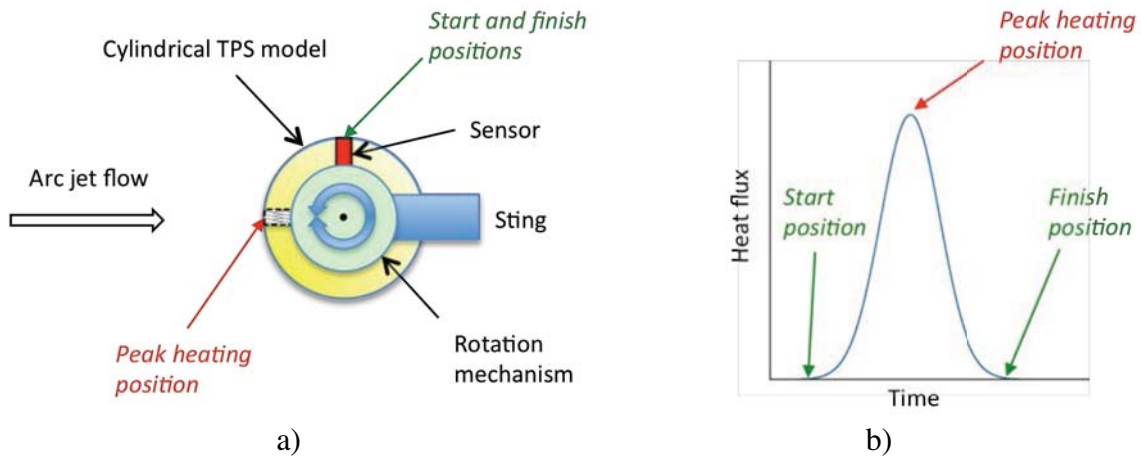 Start and finish
positions
Cylindrical TPS model
Sensor
Arc jet flow
Sting
Peak heating
position
Rotation
mechanism
a)
Peak heating
position
Heat flux
Start
position
Finish
position
Time
b)